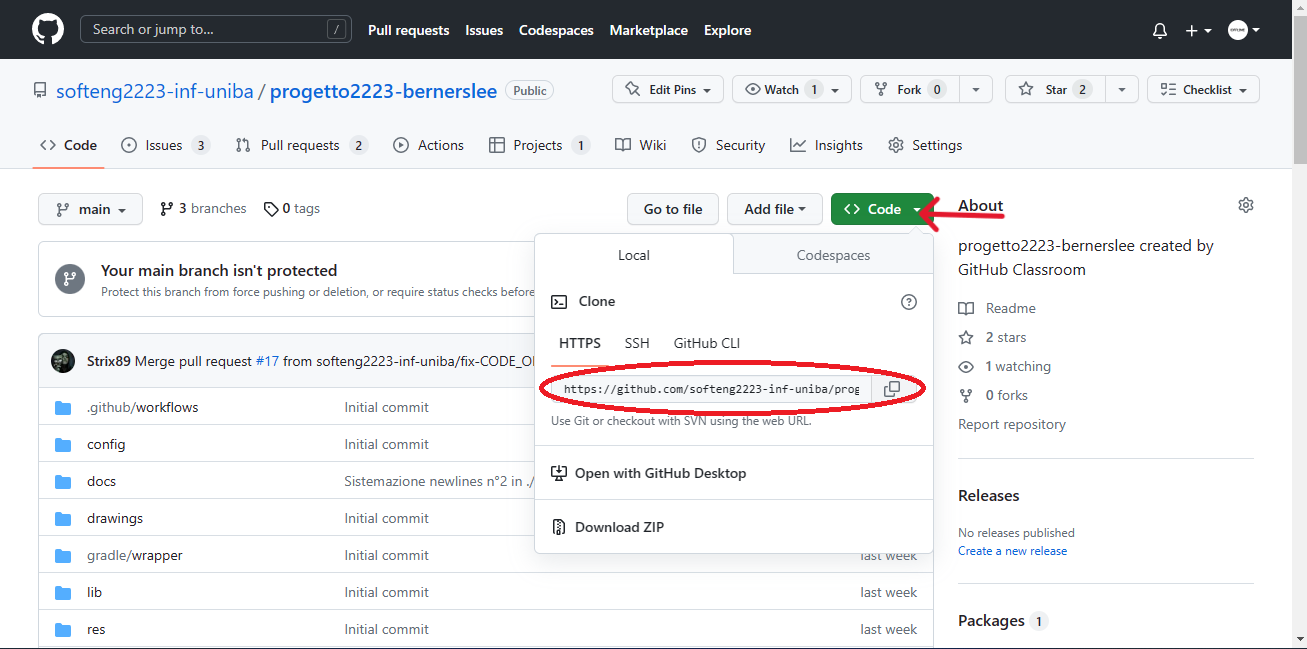 Search or jump to... /
Pull requests Issues Codespaces Marketplace Explore
softeng2223-inf-uniba / progetto2223-bernerslee Public
Edit Pins Watch 1 Fork 0 Star 2 Checklist
Code Issues 3 Pull requests 2 Actions Projects 1 Wiki Security Insights Settings
main 3 branches 0 tags Go to file Add file Code
Local Codespaces
Clone
HTTPS SSH GitHub CLI
https://github.com/softeng2223-inf-uniba/prog
Use Git or checkout with SVN using the web URL.
Open with GitHub Desktop
Download ZIP
Your main branch isn't protected
Protect this branch from force pushing or deletion, or require status checks before
Strix89 Merge pull request #17 from softeng2223-inf-uniba/fix-CODE_O
.github/workflows Initial commit
config Initial commit
docs Sistemazione newlines n°2 in ./
drawings Initial commit
gradle/wrapper Initial commit last week
lib Initial commit last week
res Initial commit last week
About
progetto2223-bernerslee created by
GitHub Classroom
Readme
2 stars
1 watching
0 forks
Report repository
Releases
No releases published
Create a new release
Packages 1